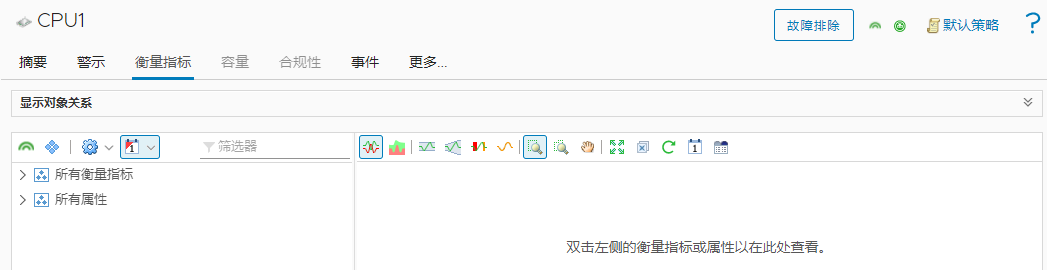 CPU1
故障排除
默认策略
?
摘要 警示 衡量指标 容量 合规性 事件 更多...
显示对象关系
1 筛选器 1
所有衡量指标
所有属性
双击左侧的衡量指标或属性以在此处查看。